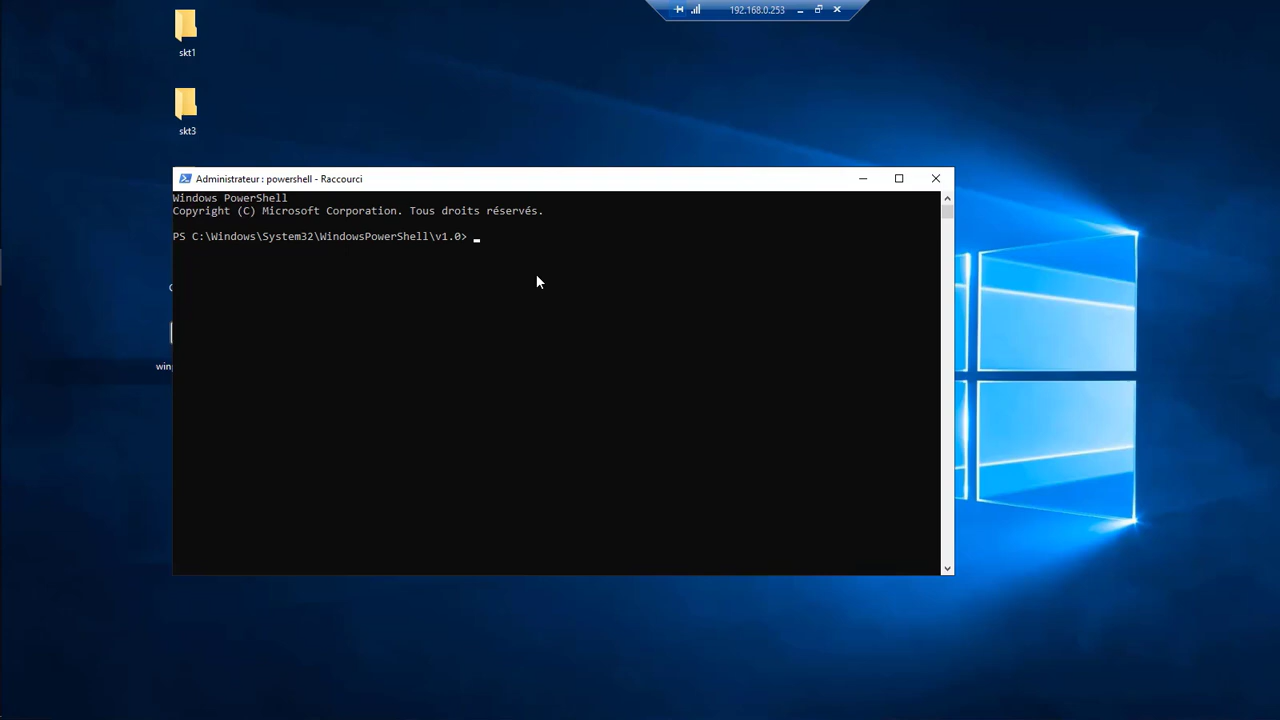 192.168.0.253
skt1
skt3
Administrateur : powershell - Raccourci
Windows PowerShell
Copyright (C) Microsoft Corporation. Tous droits réservés.
PS C:\Windows\System32\WindowsPowerShell\v1.0>